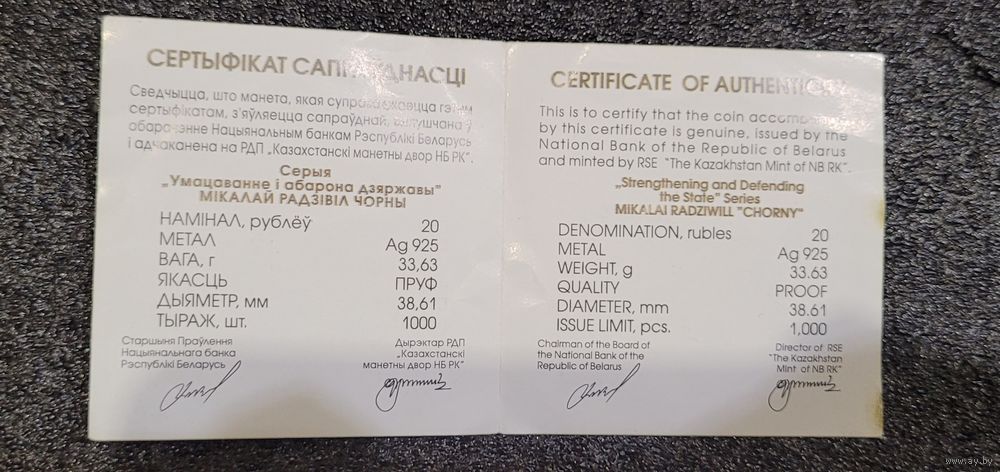 СЕРТЫФІКАТ
Сведчыцца, што манета, якая
сертыфікатам, з'яўляецца сапраўднай,
Нацыянальным банкам Рэспублікі Беларусь
і адчаканена на РДП „Казахстанскі манетны двор НБ РК".
Серыя
„Умацаванне і абарона дзяржавы"
МІКАЛАЙ РАДЗІВІЛ ЧОРНЫ
НАМІНАЛ, рублёў 20
МЕТАЛ Ag 925
ВАГА, г 33,63
ЯКАСЦЬ ПРУФ
ДЫЯМЕТР, мм 38,61
ТЫРАЖ, шт. 1000
Старшыня Праўлення
Нацыянальнага банка
Рэспублікі Беларусь
Дырэктар РДП
„Казахстанскі
манетны двор НБ РК"
CERTIFICATE OF
This is to certify that the coin
by this certificate is genuine, issued by the
National Bank of the Republic of Belarus
and minted by RSE "The Kazakhstan Mint of NB RK".
„Strengthening and Defending
the State" Series
MIKALAI RADZIWILL "CHORNY"
DENOMINATION, rubles 20
METAL Ag 925
WEIGHT, g 33.63
QUALITY PROOF
DIAMETER, mm 38.61
ISSUE LIMIT, pcs. 1,000
Chairman of the Board of
the National Bank of the
Republic of Belarus
Director of RSE
"The Kazakhstan
Mint of NB RK"
www.ay.by